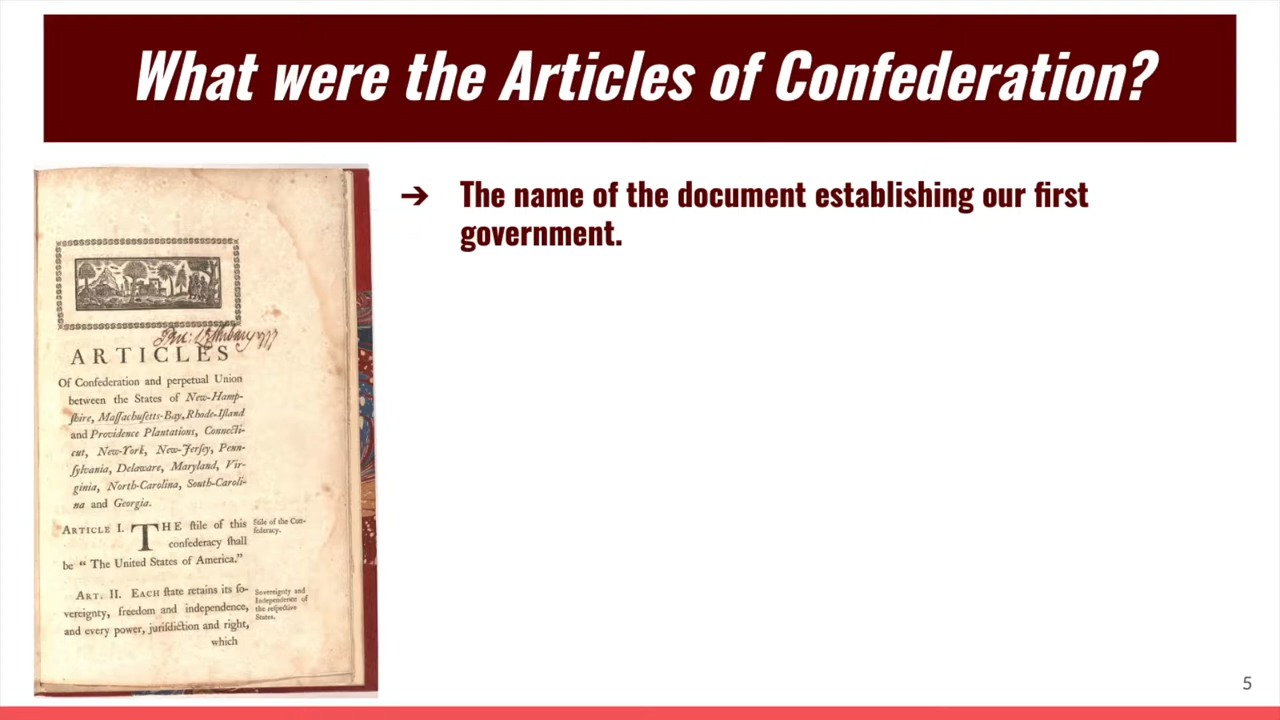 What were the Articles of Confederation?
➔ The name of the document establishing our first
government.
ARTICLES
Of Confederation and perpetual Union
between the States of New-Hamp-
ſhire, Maſſachuſetts-Bay, Rhode-Iſland
and Providence Plantations, Connecti-
cut, New-York, New-Jerſey, Penn-
ſylvania, Delaware, Maryland, Vir-
ginia, North-Carolina, South-Caroli-
na and Georgia.
ARTICLE I. THE ſtile of this
confederacy ſhall
be “ The United States of America.”
Stile of the Con-
federacy.
ART. II. EACH ſtate retains its ſo-
vereignty, freedom and independence,
and every power, juriſdiction and right,
which
Sovereignty and
Independence of
the reſpective
States.
5